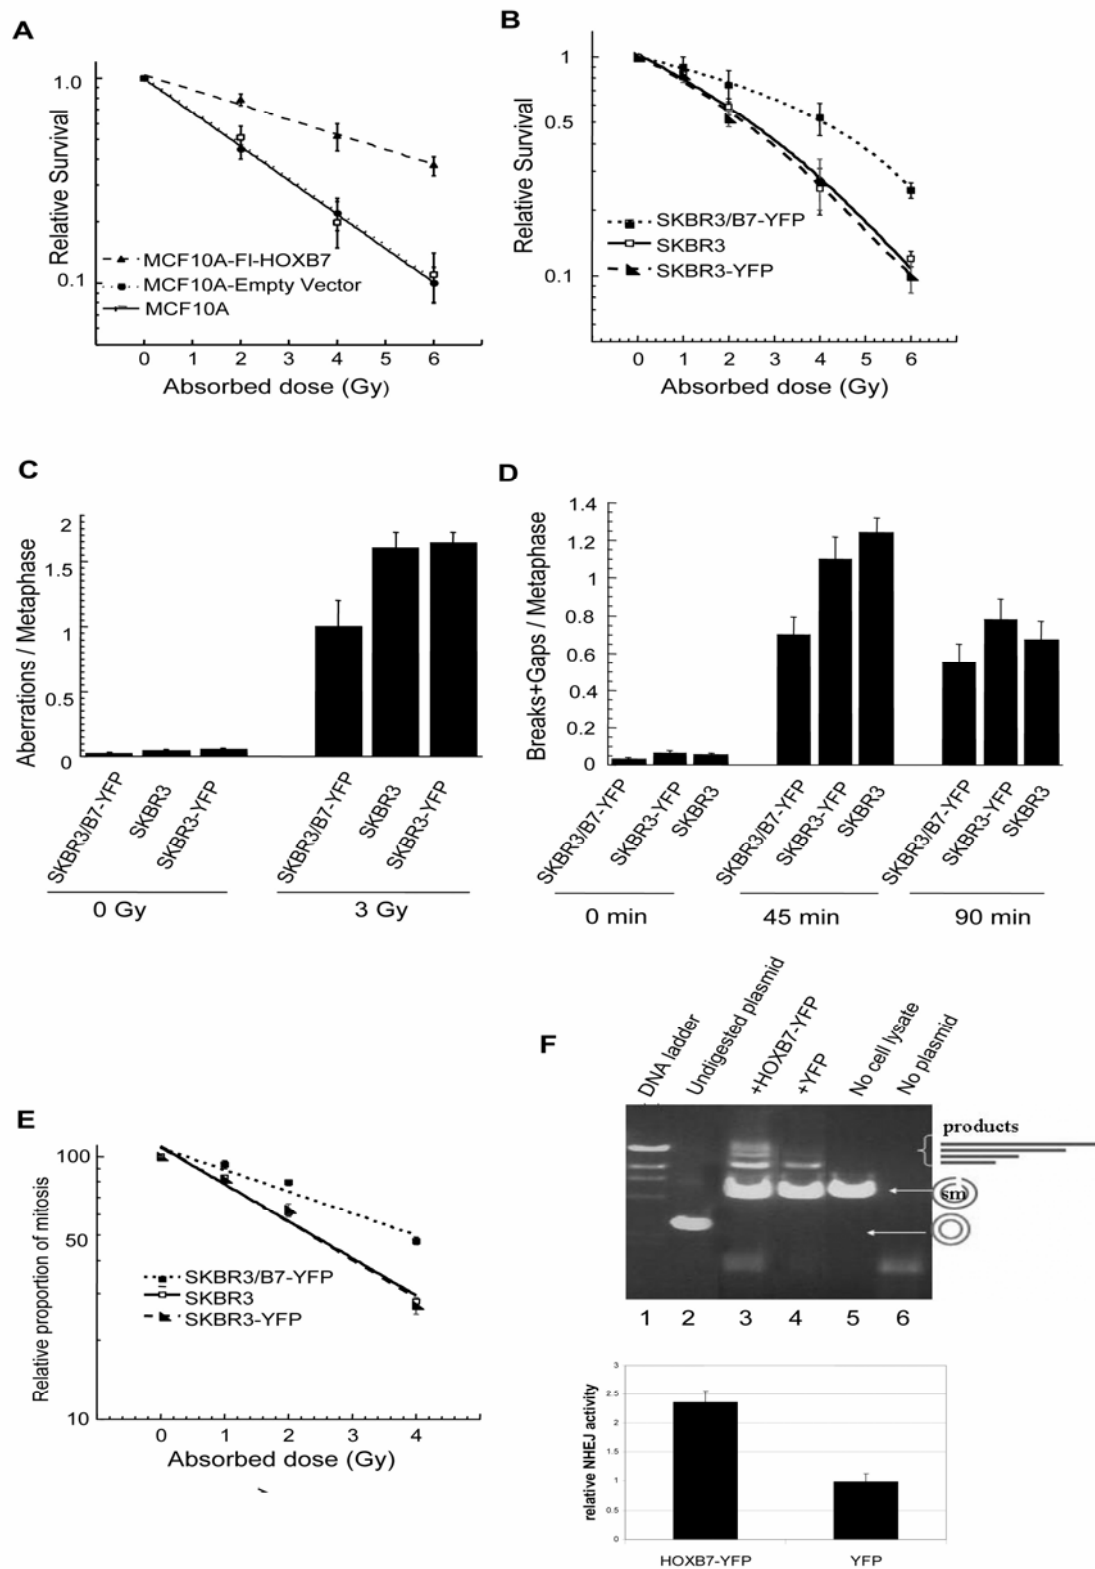 A
Relative Survival
1.0
0.1
MCF10A-Fl-HOXB7
MCF10A-Empty Vector
MCF10A
0 1 2 3 4 5 6
Absorbed dose (Gy)
B
Relative Survival
1
0.5
0.1
SKBR3/B7-YFP
SKBR3
SKBR3-YFP
0 1 2 3 4 5 6
Absorbed dose (Gy)
C
Aberrations / Metaphase
2
1.5
1
0.5
0
SKBR3/B7-YFP
SKBR3
SKBR3-YFP
SKBR3/B7-YFP
SKBR3
SKBR3-YFP
0 Gy
3 Gy
D
Breaks+Gaps / Metaphase
1.4
1.2
1
0.8
0.6
0.4
0.2
0
SKBR3/B7-YFP
SKBR3-YFP
SKBR3
SKBR3/B7-YFP
SKBR3-YFP
SKBR3
SKBR3/B7-YFP
SKBR3-YFP
SKBR3
0 min
45 min
90 min
E
Relative proportion of mitosis
100
50
10
SKBR3/B7-YFP
SKBR3
SKBR3-YFP
0 1 2 3 4
Absorbed dose (Gy)
F
DNA ladder
Undigested plasmid
+HOXB7-YFP
+YFP
No cell lysate
No plasmid
products
sm
1 2 3 4 5 6
relative NHEJ activity
3
2.5
2
1.5
1
0.5
0
HOXB7-YFP
YFP